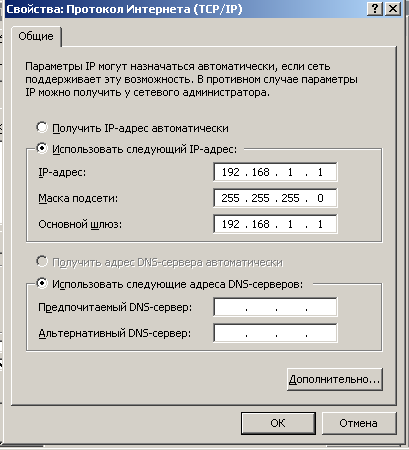 Свойства: Протокол Интернета (TCP/IP)
Общие
Параметры IP могут назначаться автоматически, если сеть
поддерживает эту возможность. В противном случае параметры
IP можно получить у сетевого администратора.
Получить IP-адрес автоматически
Использовать следующий IP-адрес:
IP-адрес: 192 . 168 . 1 . 1
Маска подсети: 255 . 255 . 255 . 0
Основной шлюз: 192 . 168 . 1 . 1
Получить адрес DNS-сервера автоматически
Использовать следующие адреса DNS-серверов:
Предпочитаемый DNS-сервер: . . .
Альтернативный DNS-сервер: . . .
Дополнительно...
ОК Отмена